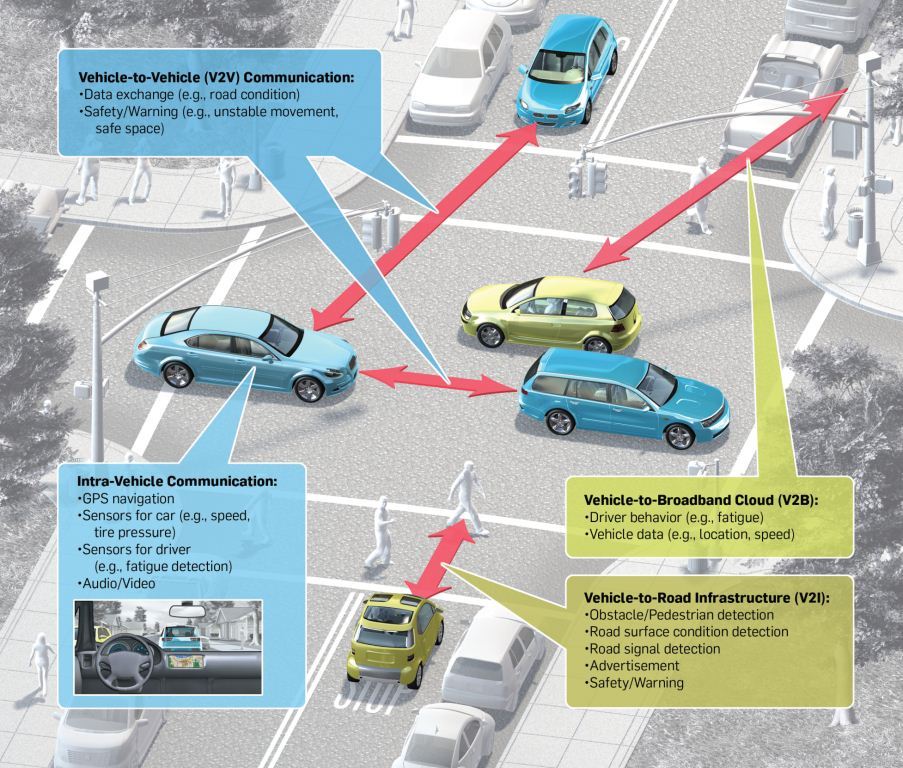 Vehicle-to-Vehicle (V2V) Communication:
•Data exchange (e.g., road condition)
•Safety/Warning (e.g., unstable movement,
safe space)
Intra-Vehicle Communication:
•GPS navigation
•Sensors for car (e.g., speed,
tire pressure)
•Sensors for driver
(e.g., fatigue detection)
•Audio/Video
Vehicle-to-Broadband Cloud (V2B):
•Driver behavior (e.g., fatigue)
•Vehicle data (e.g., location, speed)
Vehicle-to-Road Infrastructure (V2I):
•Obstacle/Pedestrian detection
•Road surface condition detection
•Road signal detection
•Advertisement
•Safety/Warning